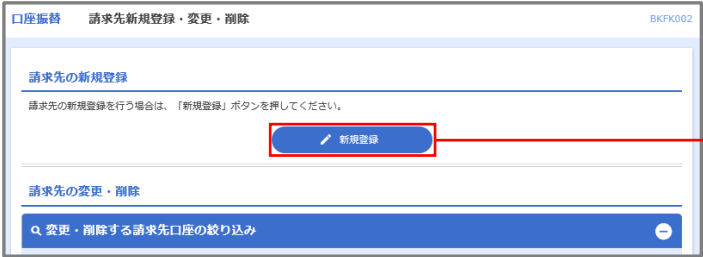 口座振替 請求先新規登録・変更・削除 BKFK002
請求先の新規登録
請求先の新規登録を行う場合は、「新規登録」ボタンを押してください。
新規登録
請求先の変更・削除
変更・削除する請求先口座の絞り込み